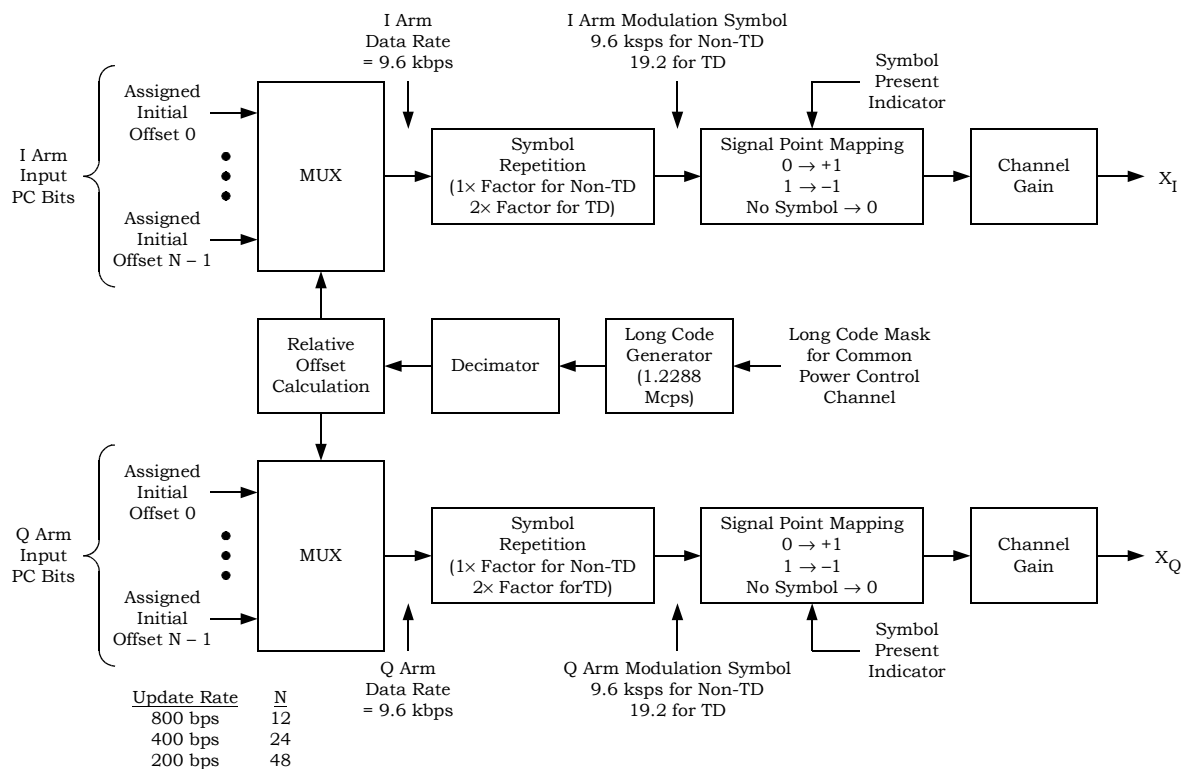 I Arm
Data Rate
= 9.6 kbps
I Arm Modulation Symbol
9.6 ksps for Non-TD
19.2 for TD
Symbol
Present
Indicator
I Arm
Input
PC Bits
Assigned
Initial
Offset 0
Assigned
Initial
Offset N – 1
MUX
Symbol
Repetition
(1× Factor for Non-TD
2× Factor for TD)
Signal Point Mapping
0 → +1
1 → –1
No Symbol → 0
Channel
Gain
X_I
Relative
Offset
Calculation
Decimator
Long Code
Generator
(1.2288
Mcps)
Long Code Mask
for Common
Power Control
Channel
Q Arm
Input
PC Bits
Assigned
Initial
Offset 0
Assigned
Initial
Offset N – 1
MUX
Symbol
Repetition
(1× Factor for Non-TD
2× Factor forTD)
Signal Point Mapping
0 → +1
1 → –1
No Symbol → 0
Channel
Gain
X_Q
Q Arm
Data Rate
= 9.6 kbps
Q Arm Modulation Symbol
9.6 ksps for Non-TD
19.2 for TD
Symbol
Present
Indicator
Update Rate N
800 bps 12
400 bps 24
200 bps 48